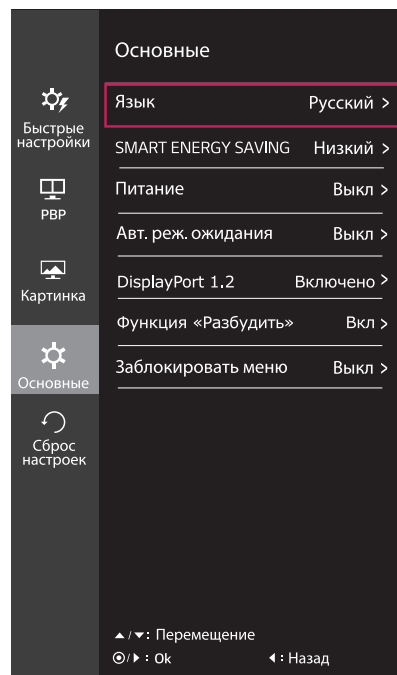 Основные
Быстрые
настройки
PBP
Картинка
Основные
Сброс
настроек
Язык Русский >
SMART ENERGY SAVING Низкий >
Питание Выкл >
Авт. реж. ожидания Выкл >
DisplayPort 1.2 Включено >
Функция «Разбудить» Вкл >
Заблокировать меню Выкл >
▲/▼: Перемещение
⦿/▶ : Ok ◀ : Назад